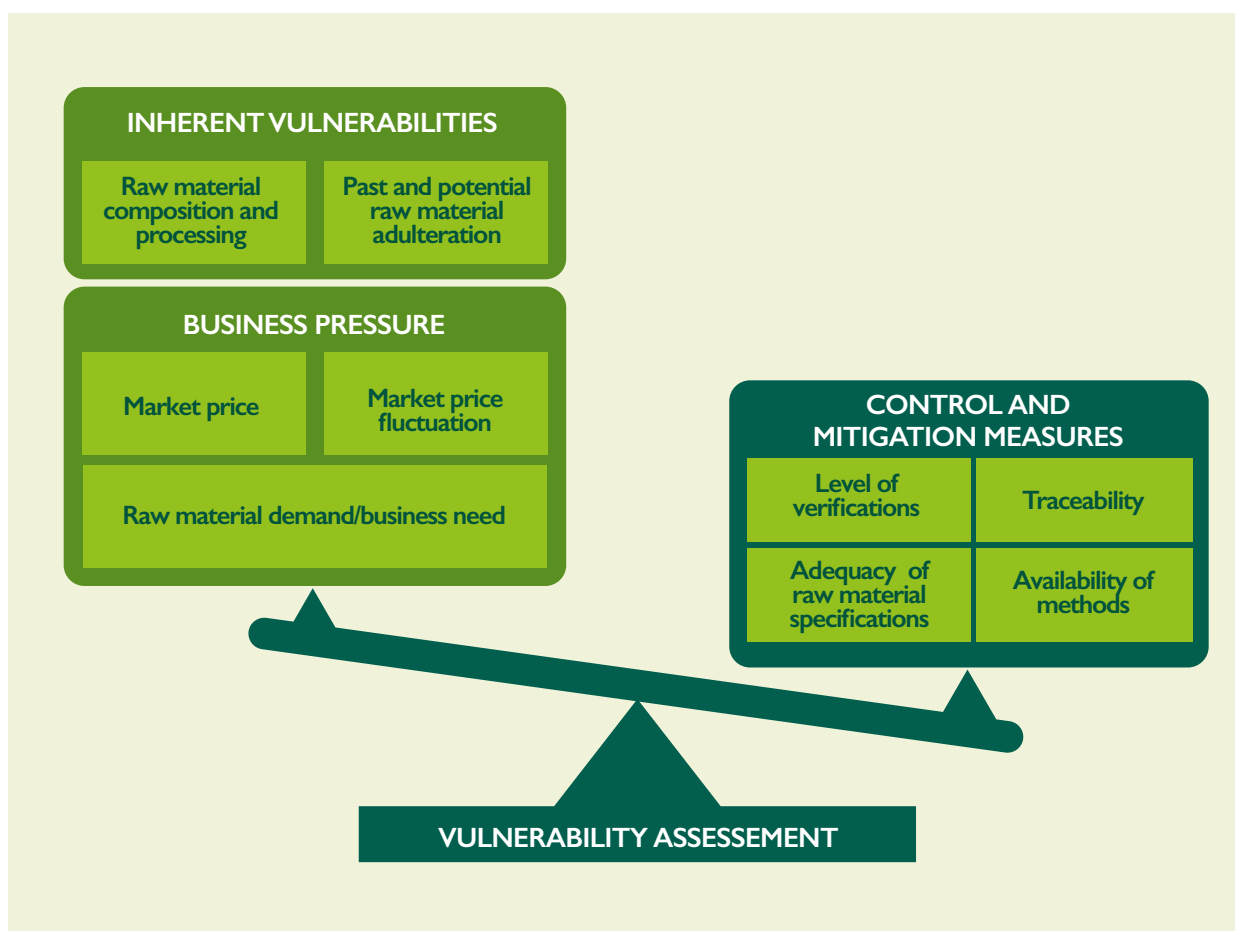 INHERENT VULNERABILITIES
Raw material
composition and
processing
Past and potential
raw material
adulteration
BUSINESS PRESSURE
Market price
Market price
fluctuation
Raw material demand/business need
CONTROL AND
MITIGATION MEASURES
Level of
verifications
Traceability
Adequacy of
raw material
specifications
Availability of
methods
VULNERABILITY ASSESSEMENT